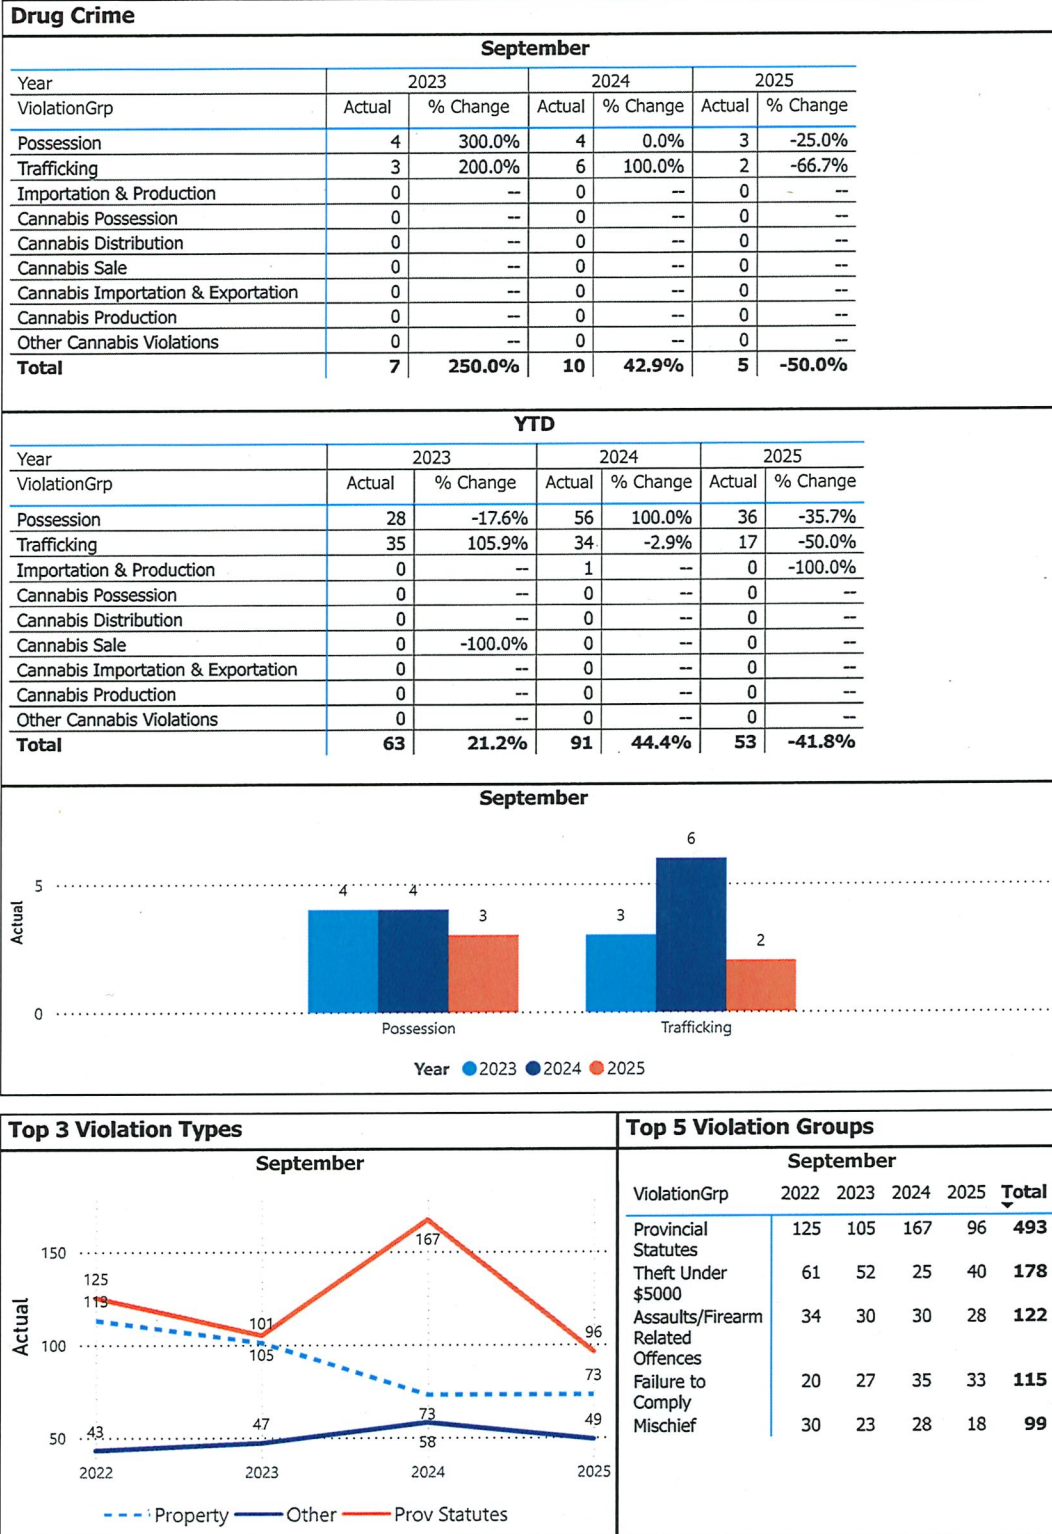 Drug Crime
September
Year 2023 2024 2025
ViolationGrp Actual % Change Actual % Change Actual % Change
Possession 4 300.0% 4 0.0% 3 -25.0%
Trafficking 3 200.0% 6 100.0% 2 -66.7%
Importation & Production 0 -- 0 -- 0 --
Cannabis Possession 0 -- 0 -- 0 --
Cannabis Distribution 0 -- 0 -- 0 --
Cannabis Sale 0 -- 0 -- 0 --
Cannabis Importation & Exportation 0 -- 0 -- 0 --
Cannabis Production 0 -- 0 -- 0 --
Other Cannabis Violations 0 -- 0 -- 0 --
Total 7 250.0% 10 42.9% 5 -50.0%
YTD
Year 2023 2024 2025
ViolationGrp Actual % Change Actual % Change Actual % Change
Possession 28 -17.6% 56 100.0% 36 -35.7%
Trafficking 35 105.9% 34 -2.9% 17 -50.0%
Importation & Production 0 -- 1 -- 0 -100.0%
Cannabis Possession 0 -- 0 -- 0 --
Cannabis Distribution 0 -- 0 -- 0 --
Cannabis Sale 0 -100.0% 0 -- 0 --
Cannabis Importation & Exportation 0 -- 0 -- 0 --
Cannabis Production 0 -- 0 -- 0 --
Other Cannabis Violations 0 -- 0 -- 0 --
Total 63 21.2% 91 44.4% 53 -41.8%
September
6
5
4 4
3 3
2
Actual
0
Possession Trafficking
Year 2023 2024 2025
Top 3 Violation Types
September
Actual
150
167
125
113
101
96
100
105
73
73
50
43 47 49
58
2022 2023 2024 2025
Property Other Prov Statutes
Top 5 Violation Groups
September
ViolationGrp 2022 2023 2024 2025 Total
Provincial 125 105 167 96 493
Statutes
Theft Under 61 52 25 40 178
$5000
Assaults/Firearm 34 30 30 28 122
Related
Offences
Failure to 20 27 35 33 115
Comply
Mischief 30 23 28 18 99